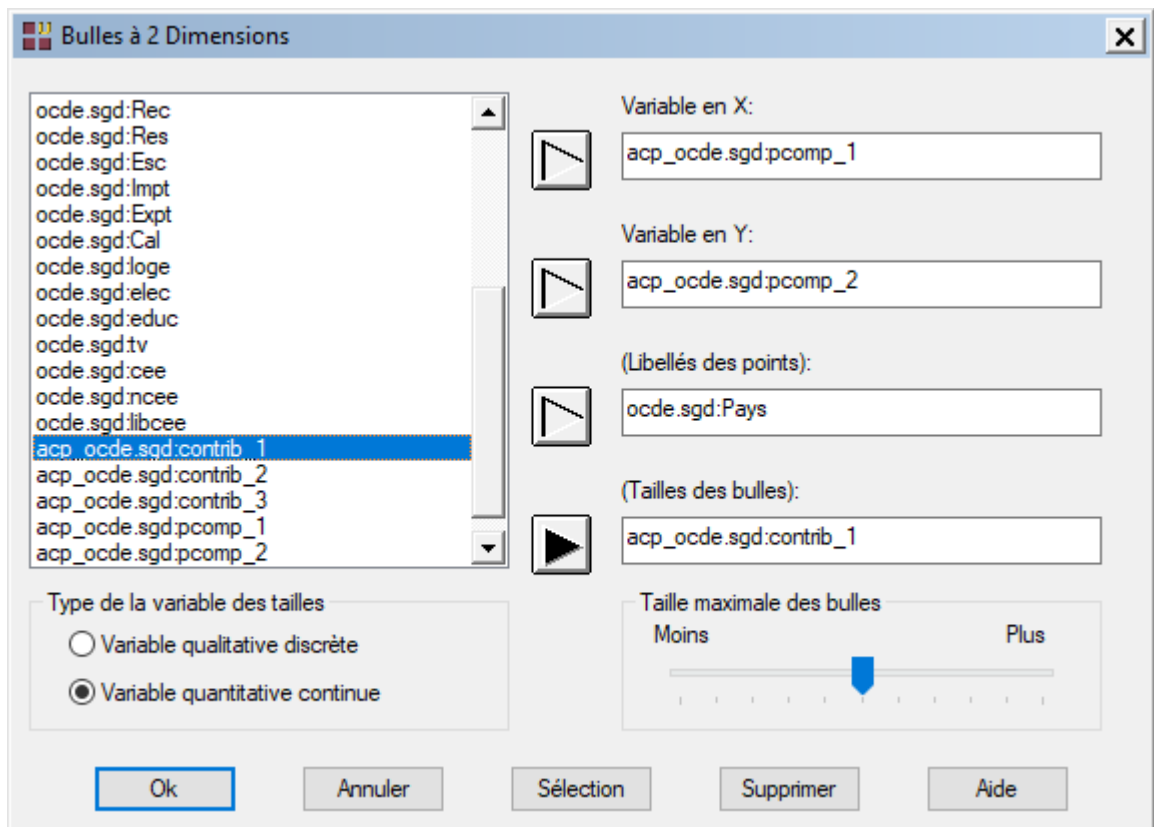 Bulles à 2 Dimensions
ocde.sgd:Rec
ocde.sgd:Res
ocde.sgd:Esc
ocde.sgd:Impt
ocde.sgd:Expt
ocde.sgd:Cal
ocde.sgd:loge
ocde.sgd:elec
ocde.sgd:educ
ocde.sgd:tv
ocde.sgd:cee
ocde.sgd:ncee
ocde.sgd:libcee
acp_ocde.sgd:contrib_1
acp_ocde.sgd:contrib_2
acp_ocde.sgd:contrib_3
acp_ocde.sgd:pcomp_1
acp_ocde.sgd:pcomp_2
Variable en X:
acp_ocde.sgd:pcomp_1
Variable en Y:
acp_ocde.sgd:pcomp_2
(Libellés des points):
ocde.sgd:Pays
(Tailles des bulles):
acp_ocde.sgd:contrib_1
Type de la variable des tailles
Variable qualitative discrète
Variable quantitative continue
Taille maximale des bulles
Moins Plus
Ok Annuler Sélection Supprimer Aide